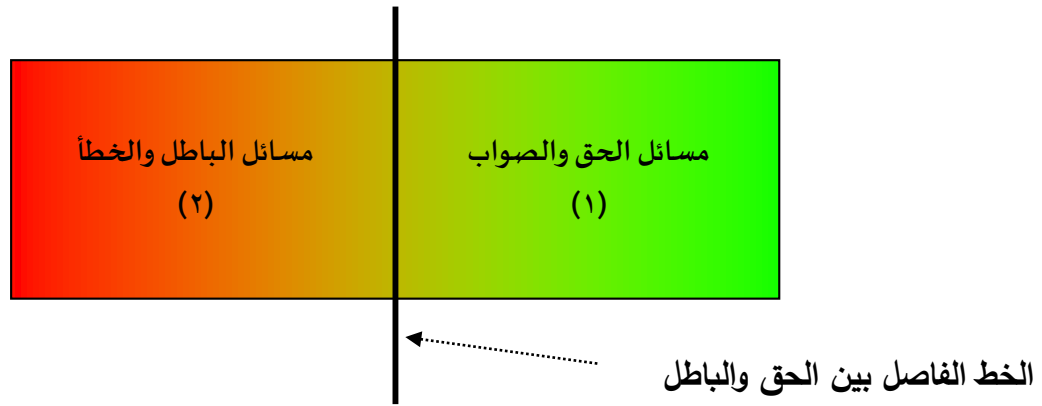 مسائل الحق والصواب
(١)
مسائل الباطل والخطأ
(٢)
الخط الفاصل بين الحق والباطل